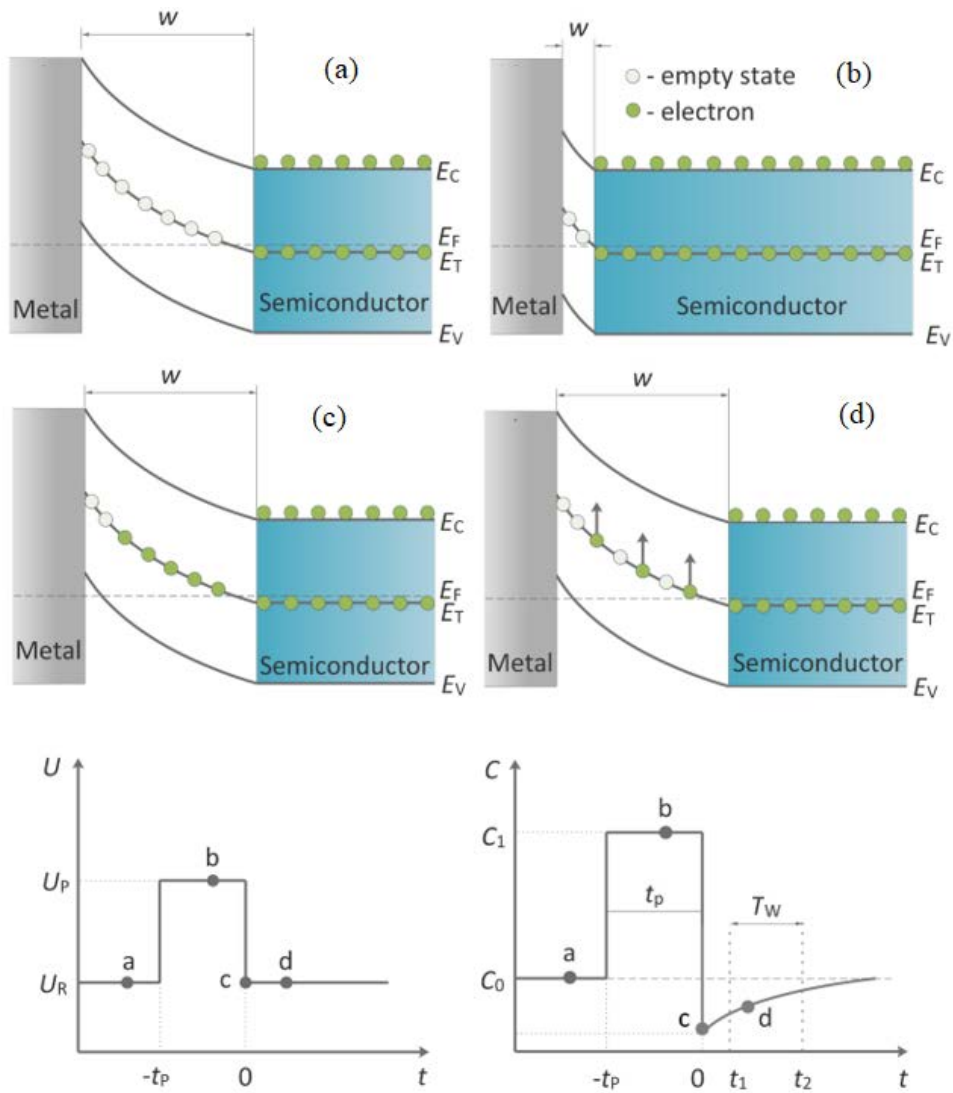 w
(a)
Metal
Semiconductor
E_C
E_F
E_T
E_V
w
(b)
- empty state
- electron
Metal
Semiconductor
E_C
E_F
E_T
E_V
w
(c)
Metal
Semiconductor
E_C
E_F
E_T
E_V
w
(d)
Metal
Semiconductor
E_C
E_F
E_T
E_V
U
U_P
b
U_R
a
c
d
-t_P
0
t
C
C_1
b
t_p
T_W
C_0
a
c
d
-t_P
0
t_1
t_2
t